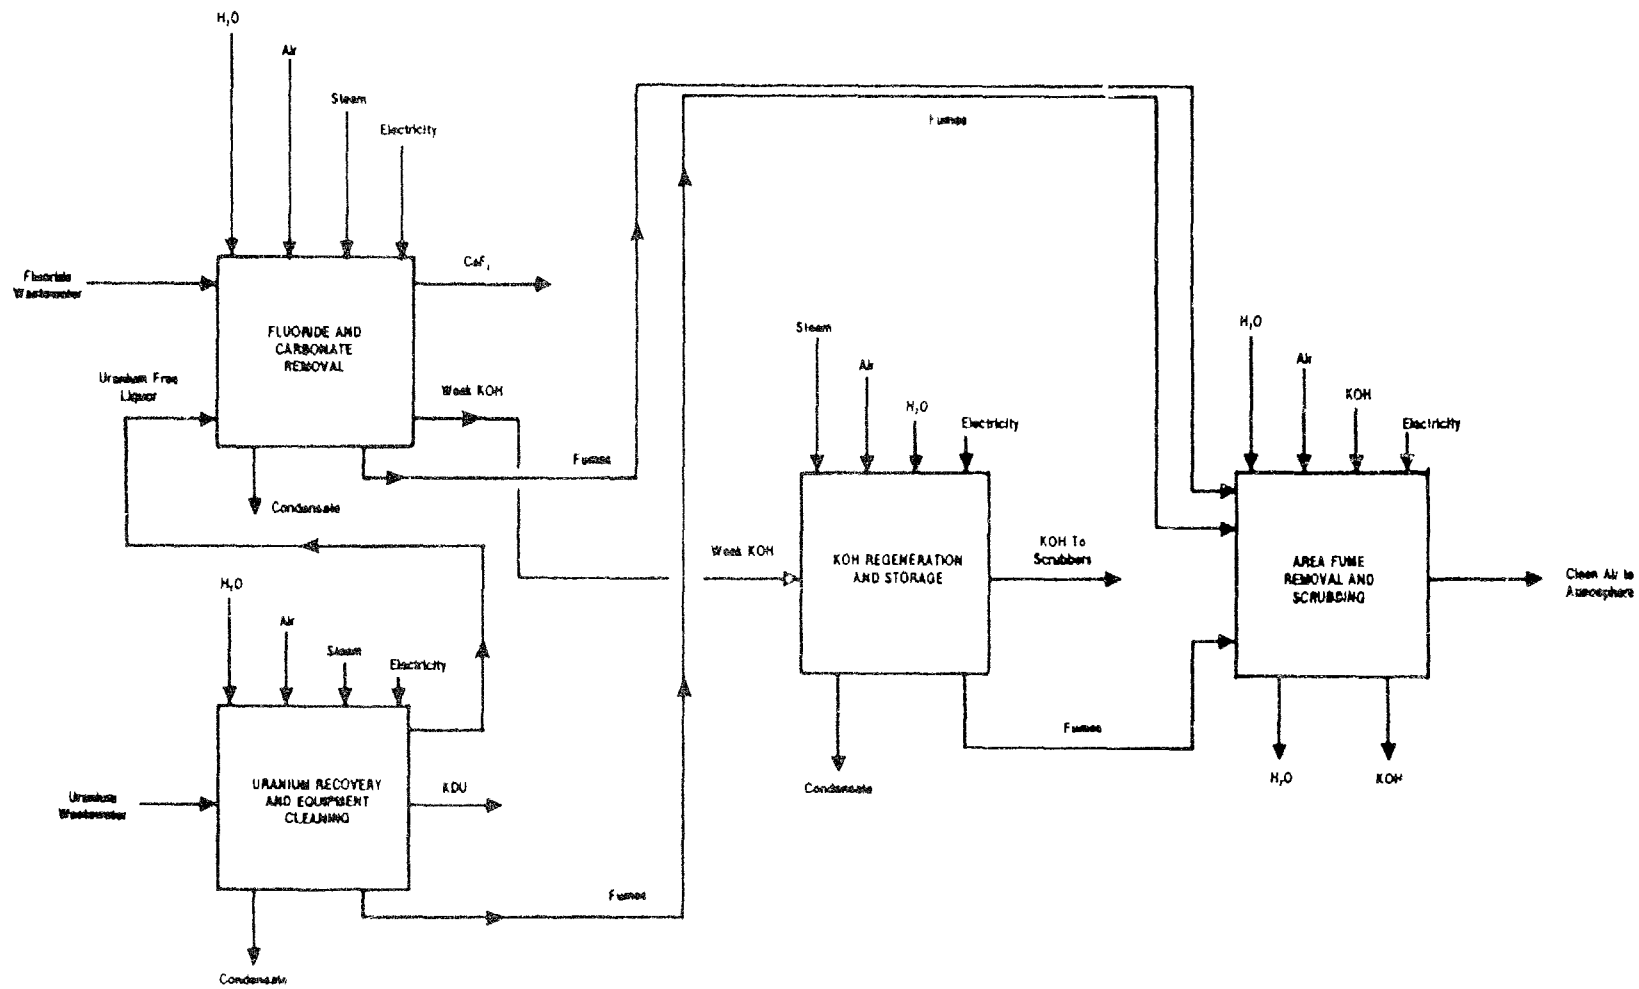 H₂O
Air
Steam
Electricity
Fumes
Fluoride
Wastewater
CaF₂
FLUORIDE AND
CARBONATE
REMOVAL
Uranium Free
Liquor
Weak KOH
Fumes
Condensate
Steam
Air
H₂O
Electricity
H₂O
Air
KOH
Electricity
Weak KOH
KOH REGENERATION
AND STORAGE
KOH To
Scrubbers
AREA FUME
REMOVAL AND
SCRUBBING
Clean Air to
Atmosphere
H₂O
Air
Steam
Electricity
Uranium
Wastewater
URANIUM RECOVERY
AND EQUIPMENT
CLEANING
KDU
Fumes
Condensate
Fumes
Condensate
H₂O
KOH